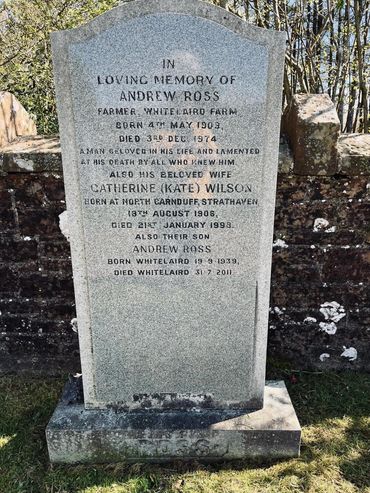 IN
LOVING MEMORY OF
ANDREW ROSS
FARMER, WHITELAIRD FARM
BORN 4TH MAY 1903,
DIED 3RD DEC. 1974
A MAN BELOVED IN HIS LIFE AND LAMENTED
AT HIS DEATH BY ALL WHO KNEW HIM.
ALSO HIS BELOVED WIFE
CATHERINE (KATE) WILSON
BORN AT NORTH CARNDUFF, STRATHAVEN
AUGUST 1906,
DIED 21ST JANUARY
ALSO THEIR SON
ANDREW ROSS
BORN WHITELAIRD 19·9·1939
DIED WHITELAIRD 31·7·2011
ROSS